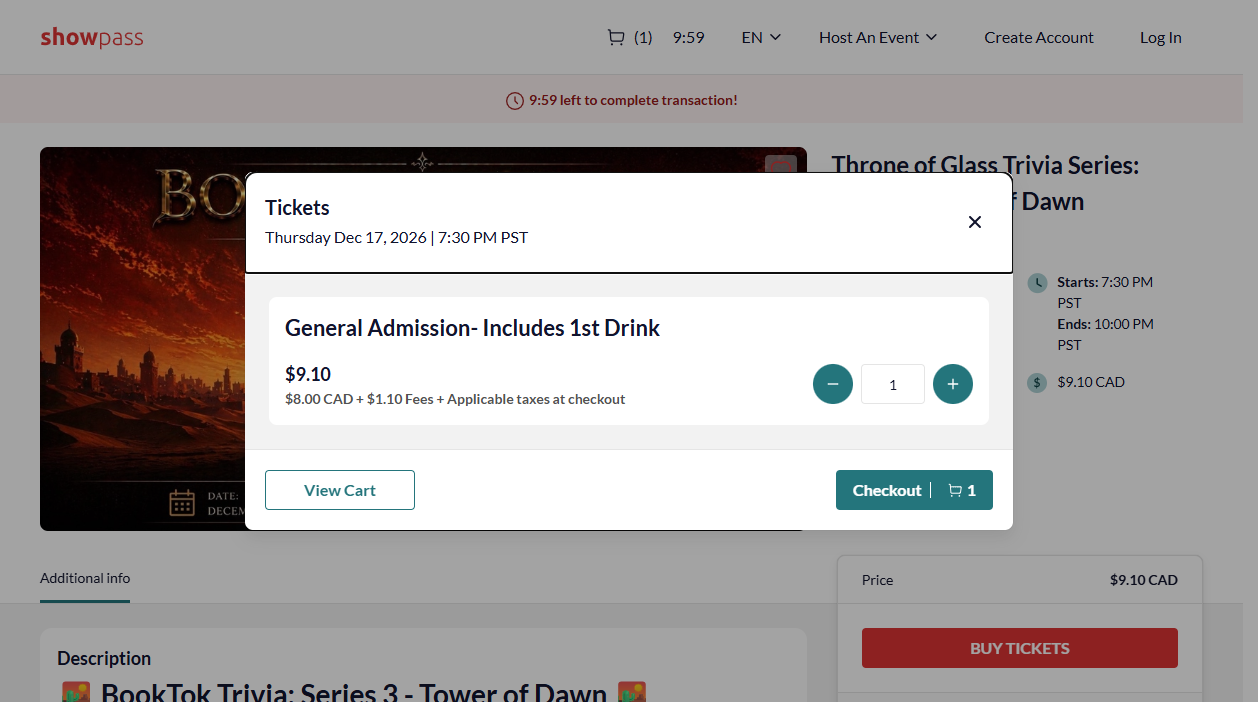 showpass
(1)
9:59
EN
Host An Event
Create Account
Log In
9:59 left to complete transaction!
Throne of Glass Trivia Series:
Dawn
Tickets
Thursday Dec 17, 2026 | 7:30 PM PST
Starts: 7:30 PM
PST
Ends: 10:00 PM
PST
$ $9.10 CAD
General Admission- Includes 1st Drink
$9.10
$8.00 CAD + $1.10 Fees + Applicable taxes at checkout
− 1 +
View Cart
Checkout | 1
DATE:
Additional info
Price
$9.10 CAD
BUY TICKETS
Description
BookTok Trivia: Series 3 - Tower of Dawn